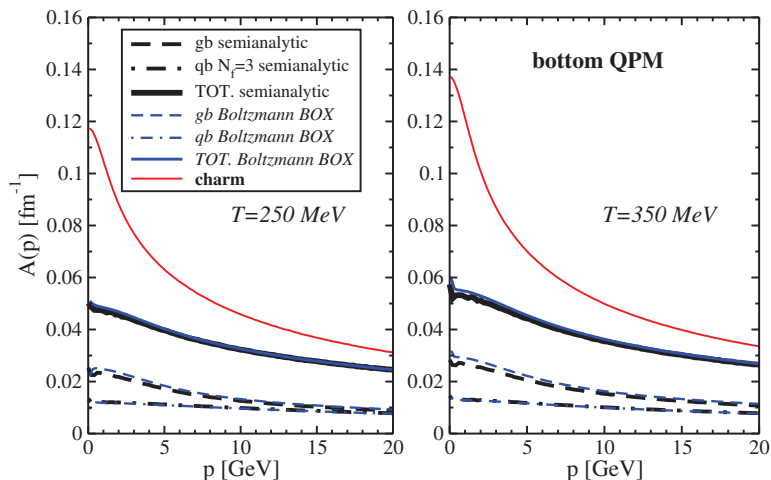 0.16
0.14
0.12
0.1
0.08
0.06
0.04
0.02
0
A(p) [fm⁻¹]
gb semianalytic
qb N_f=3 semianalytic
TOT. semianalytic
gb Boltzmann BOX
qb Boltzmann BOX
TOT. Boltzmann BOX
charm
T=250 MeV
0 5 10 15 20
p [GeV]
0.16
0.14
0.12
0.1
0.08
0.06
0.04
0.02
0
bottom QPM
T=350 MeV
0 5 10 15 20
p [GeV]